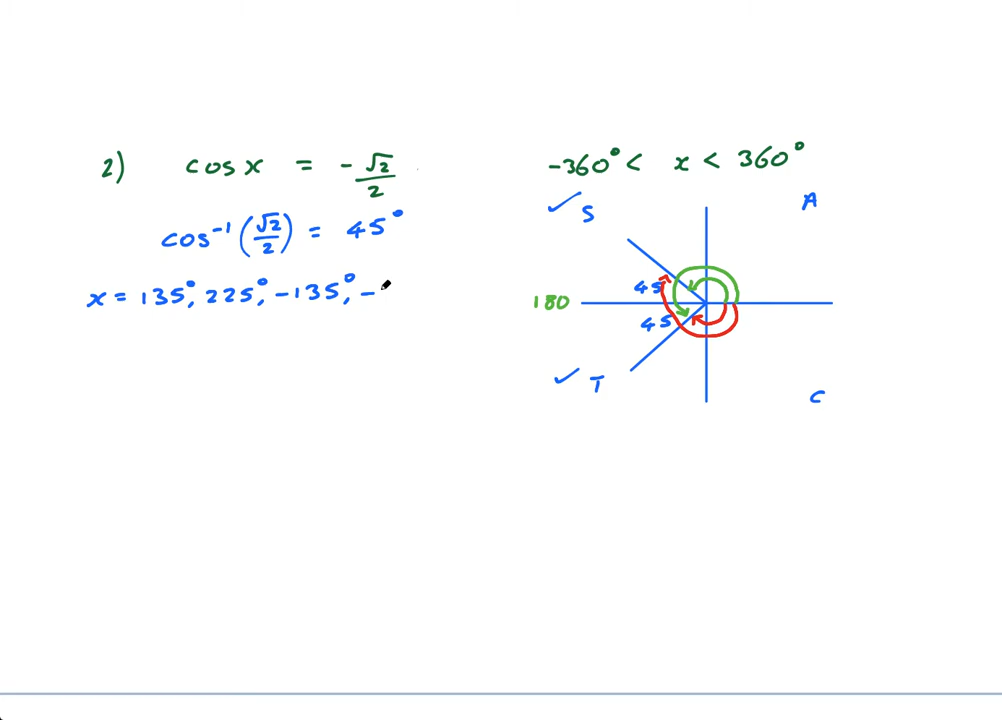 2) cos x = -√2/2 -360° < x < 360°
✓ S A
cos⁻¹(√2/2) = 45°
x = 135°, 225°, -135°, -
45
180
45
✓ T C